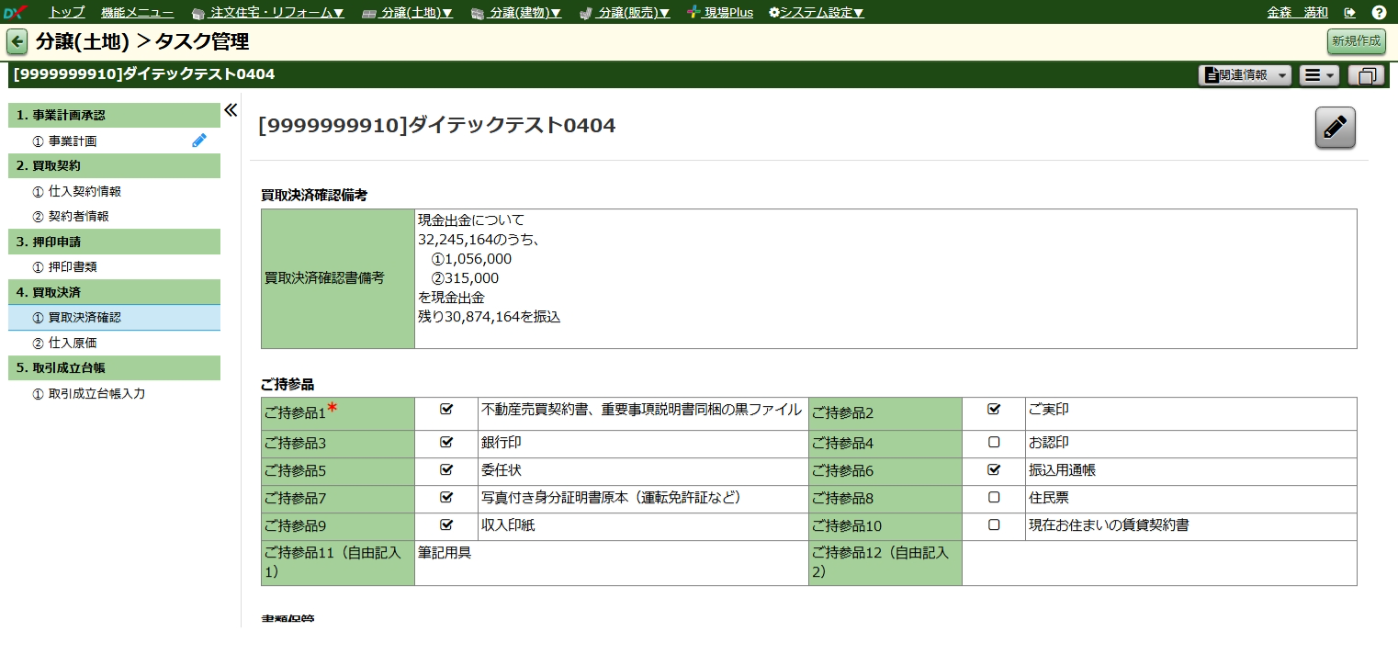 DX トップ 機能メニュー 注文住宅・リフォーム▼ 分譲(土地)▼ 分譲(建物)▼ 分譲(販売)▼ 現場Plus システム設定▼ 金森 満和
分譲(土地) ＞タスク管理 新規作成
[9999999910]ダイテックテスト0404 関連情報
1. 事業計画承認
① 事業計画
2. 買取契約
① 仕入契約情報
② 契約者情報
3. 押印申請
① 押印書類
4. 買取決済
① 買取決済確認
② 仕入原価
5. 取引成立台帳
① 取引成立台帳入力
[9999999910]ダイテックテスト0404
買取決済確認備考
買取決済確認書備考
現金出金について
32,245,164のうち、
①1,056,000
②315,000
を現金出金
残り30,874,164を振込
ご持参品
ご持参品1* 不動産売買契約書、重要事項説明書同梱の黒ファイル ご持参品2 ご実印
ご持参品3 銀行印 ご持参品4 お認印
ご持参品5 委任状 ご持参品6 振込用通帳
ご持参品7 写真付き身分証明書原本（運転免許証など） ご持参品8 住民票
ご持参品9 収入印紙 ご持参品10 現在お住まいの賃貸契約書
ご持参品11（自由記入1) 筆記用具 ご持参品12（自由記入2)
書類保管